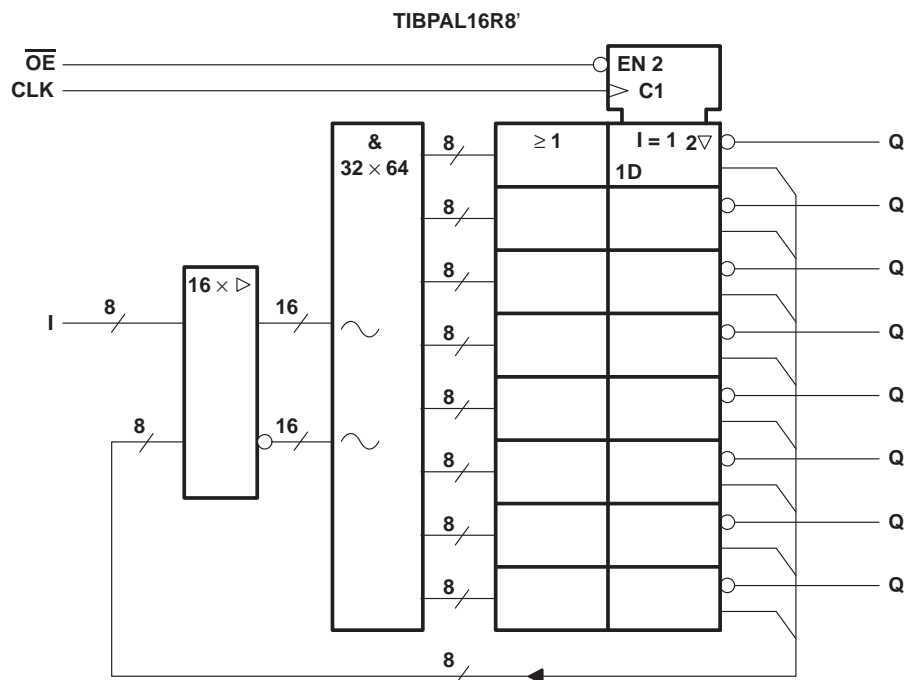 TIBPAL16R8'
OE
EN 2
CLK
C1
&
32 × 64
8
≥ 1
I = 1
2▽
Q
1D
8
Q
8
Q
16 × ▷
I
8
16
8
Q
8
Q
8
16
8
Q
8
Q
8
Q
8